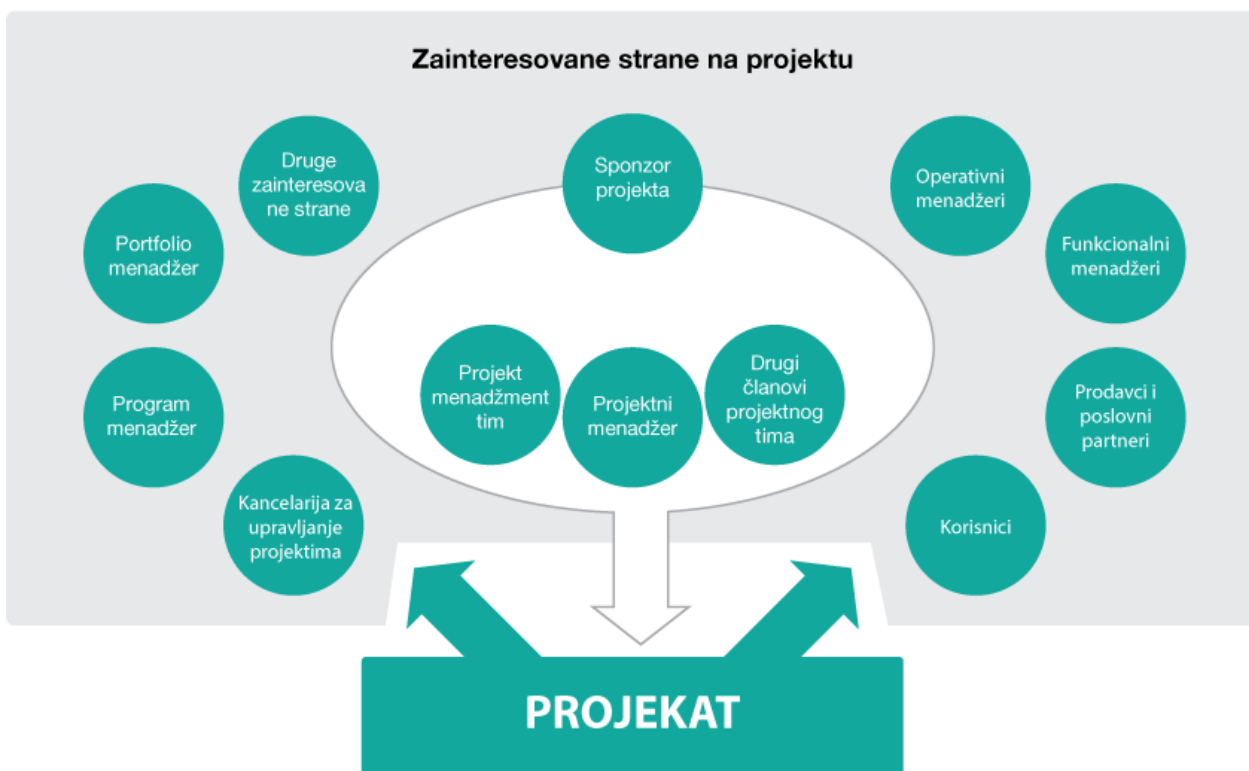 Zainteresovane strane na projektu
Druge
zainteresova
ne strane
Sponzor
projekta
Operativni
menadžeri
Portfolio
menadžer
Funkcionalni
menadžeri
Program
menadžer
Projekt
menadžment
tim
Projektni
menadžer
Drugi
članovi
projektnog
tima
Prodavci i
poslovni
partneri
Kancelarija za
upravljanje
projektima
Korisnici
PROJEKAT